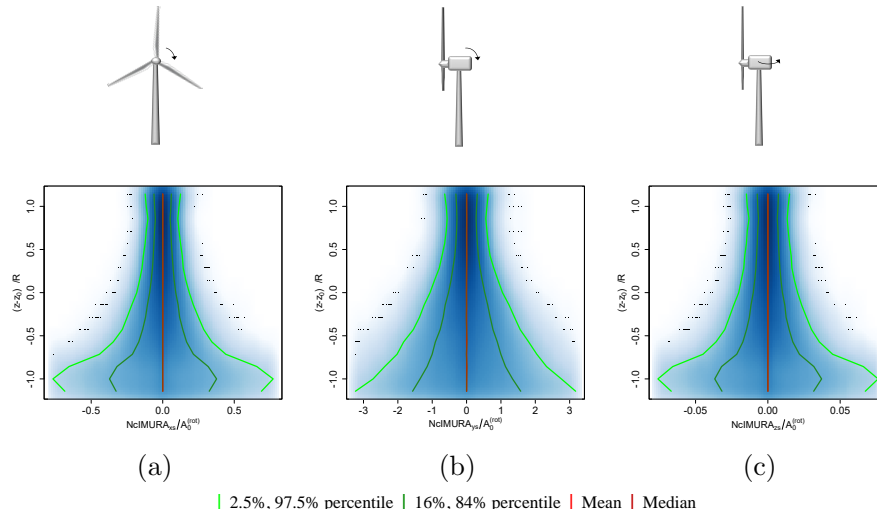 1.0
0.5
0.0
-0.5
-1.0
(z-z₀) /R
-0.5 0.0 0.5
NcIMURAₓₛ/A₀⁽ʳᵒᵗ⁾
(a)
1.0
0.5
0.0
-0.5
-1.0
(z-z₀) /R
-3 -2 -1 0 1 2 3
NcIMURAys/A₀⁽ʳᵒᵗ⁾
(b)
1.0
0.5
0.0
-0.5
-1.0
(z-z₀) /R
-0.05 0.00 0.05
NcIMURAzs/A₀⁽ʳᵒᵗ⁾
(c)
2.5%, 97.5% percentile 16%, 84% percentile Mean Median